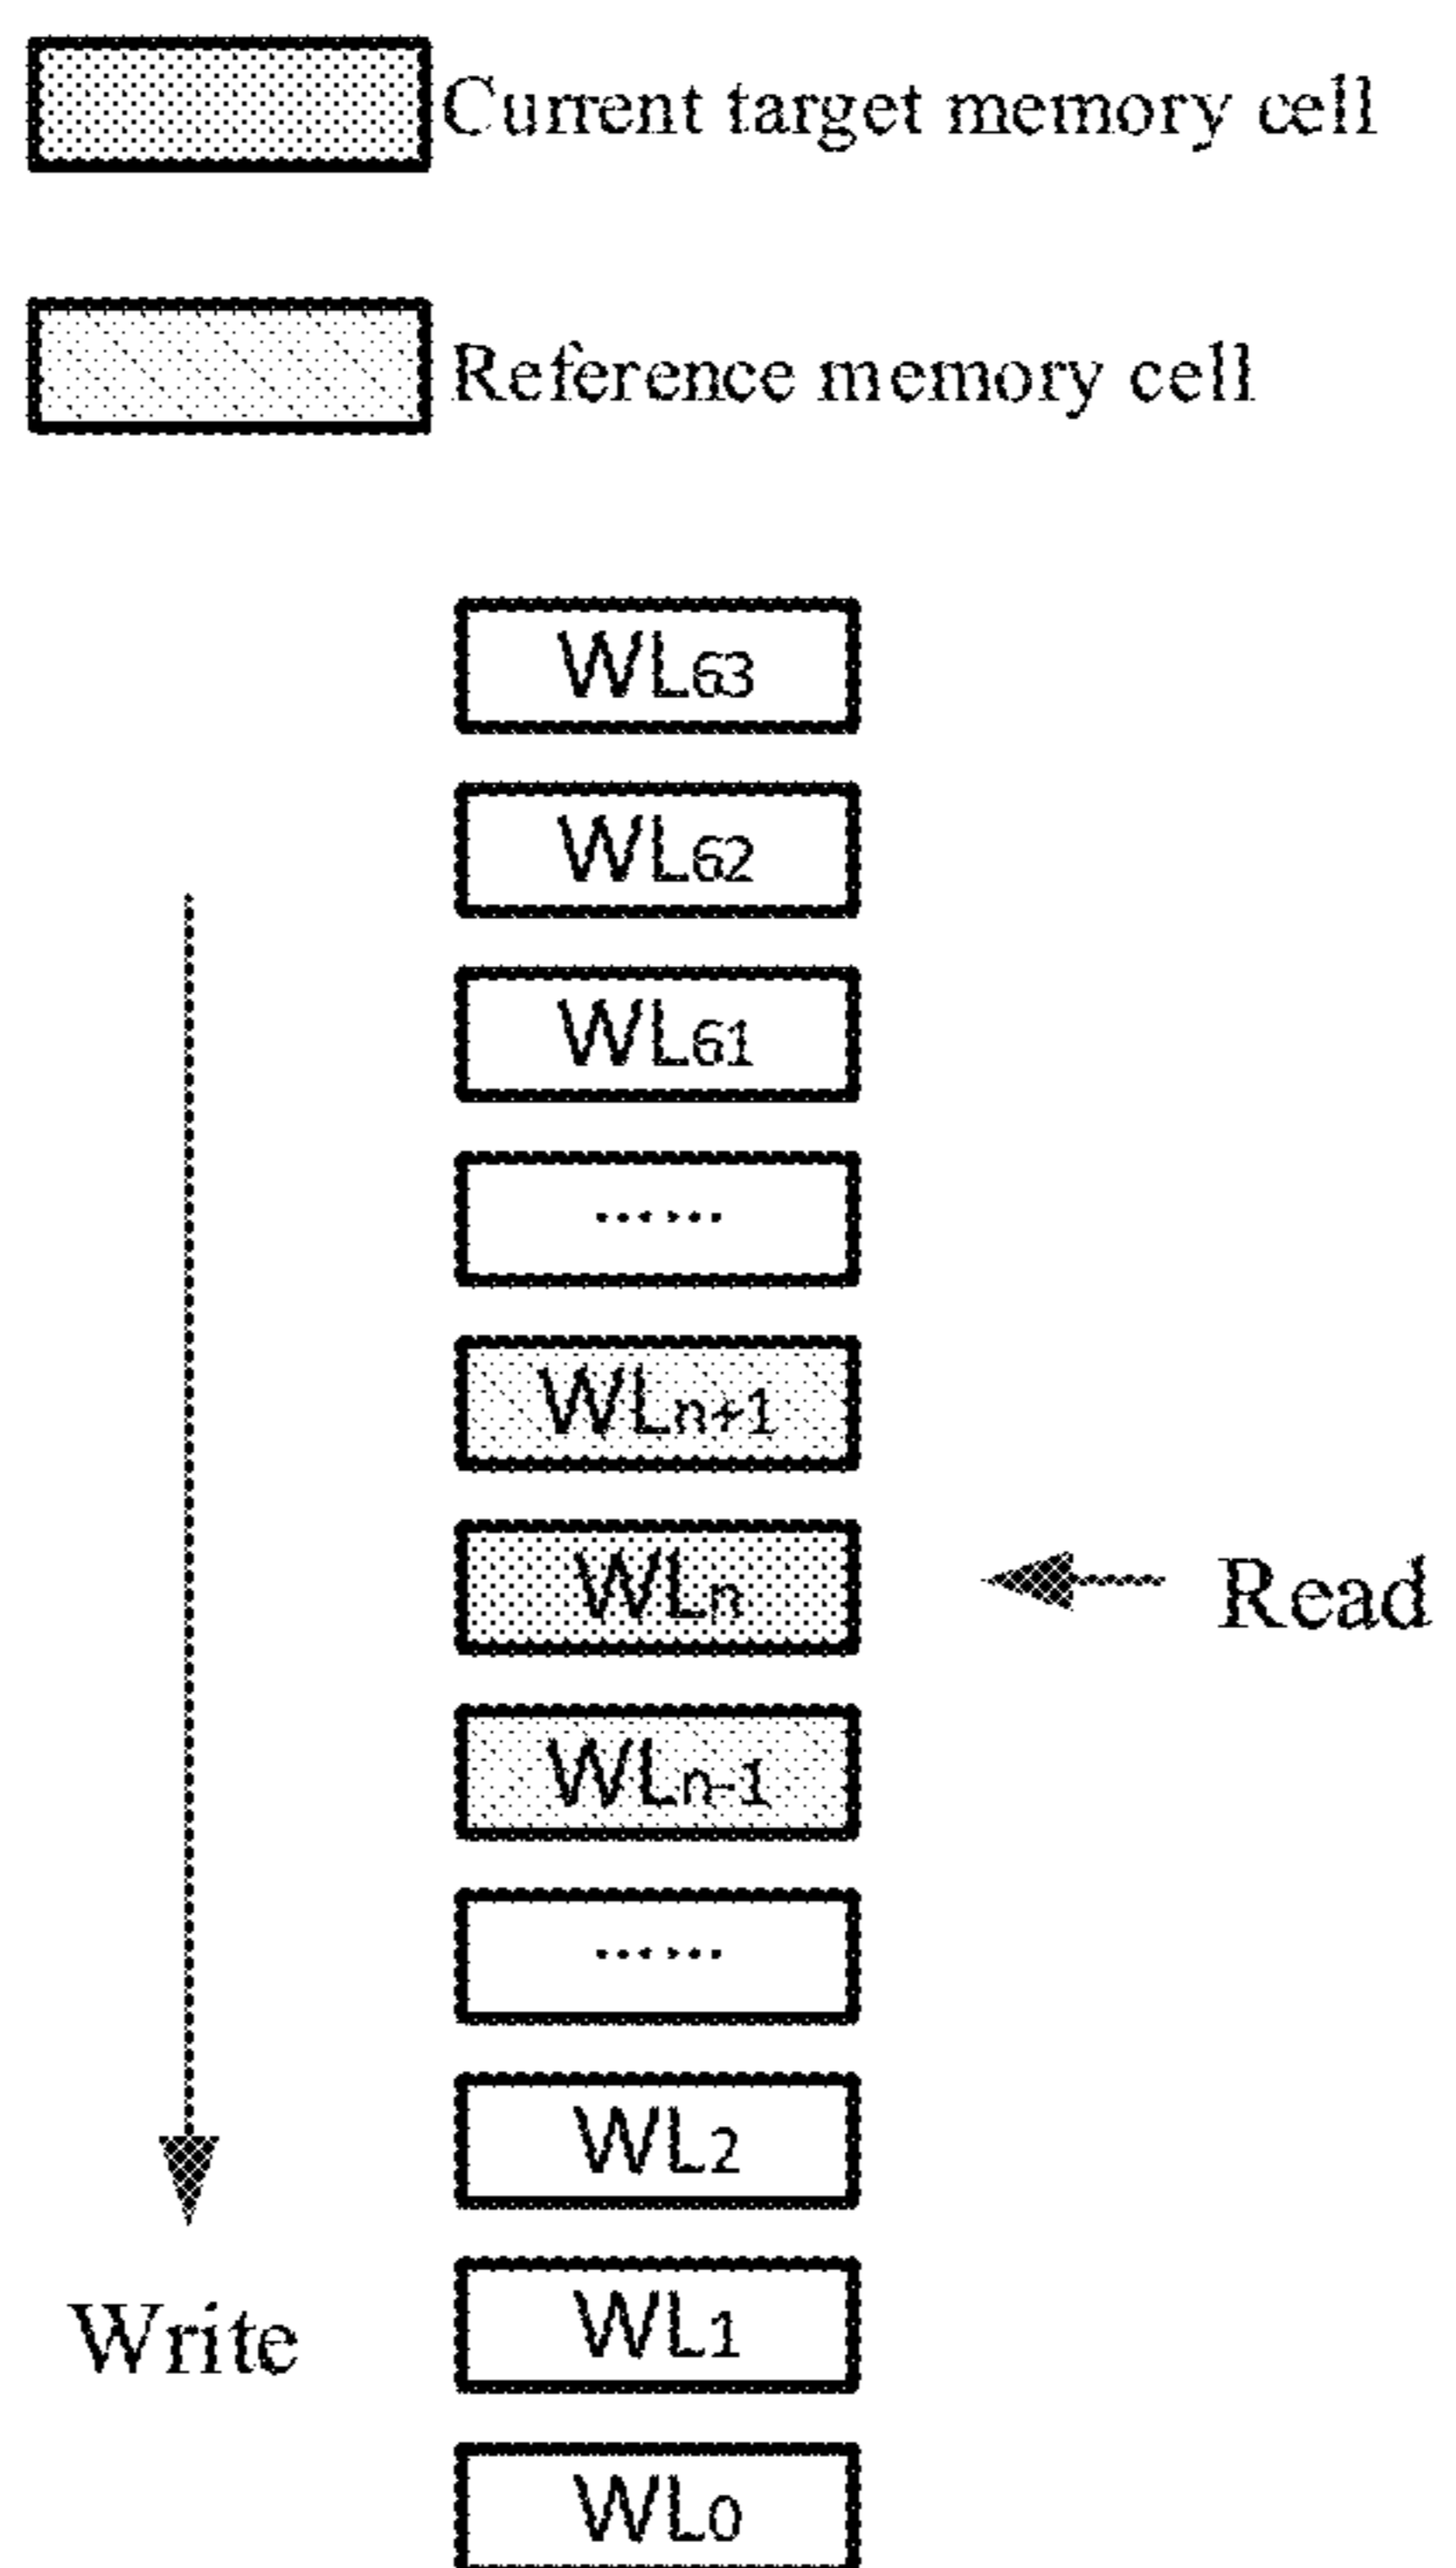 Current target memory cell
Reference memory cell
WL63
WL62
WL61
……
WLn+1
WLn
Read
WLn-1
……
WL2
WL1
Write
WL0